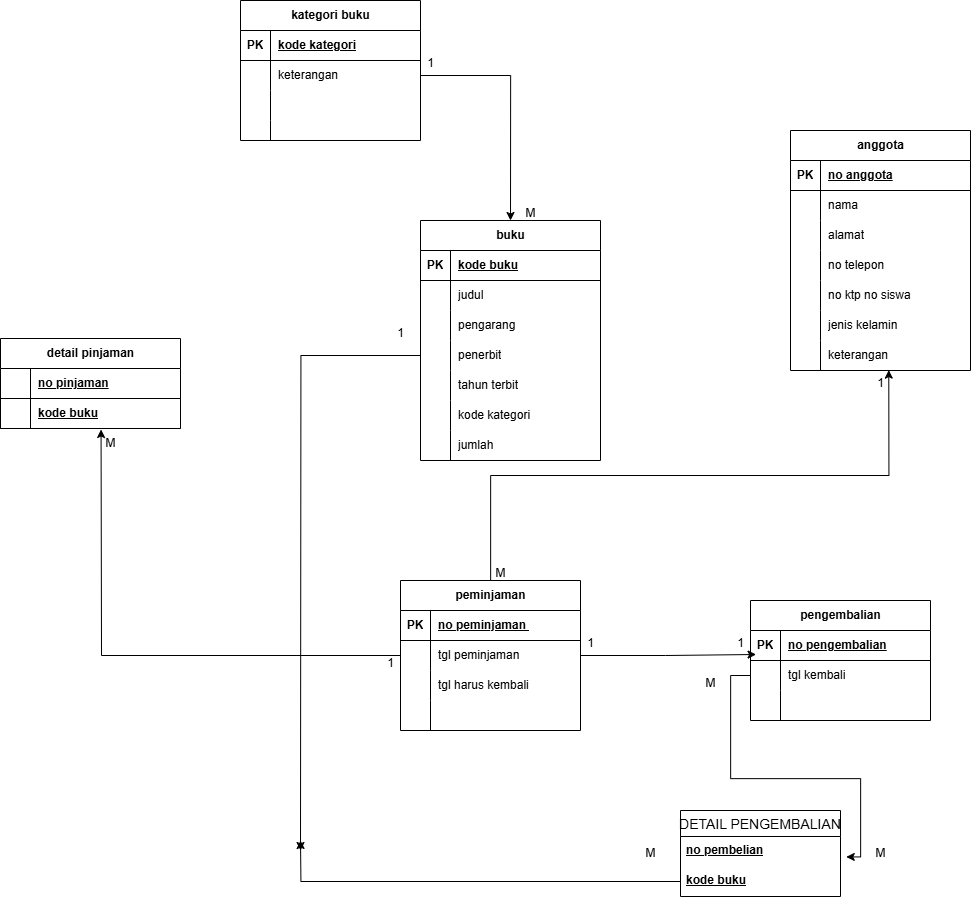 kategori buku
PK kode kategori
keterangan
1
M
anggota
PK no anggota
nama
alamat
no telepon
no ktp no siswa
jenis kelamin
keterangan
1
buku
PK kode buku
judul
pengarang
penerbit
tahun terbit
kode kategori
jumlah
1
detail pinjaman
no pinjaman
kode buku
M
M
peminjaman
PK no peminjaman
tgl peminjaman
tgl harus kembali
1
1
1
pengembalian
PK no pengembalian
tgl kembali
M
DETAIL PENGEMBALIAN
no pembelian
kode buku
M
M